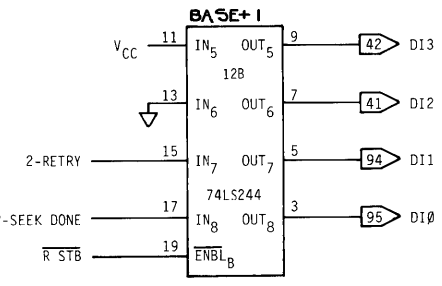 BASE+1
VCC 11 IN5 OUT5 9 42 DI3
12B
13 IN6 OUT6 7 41 DI2
2-RETRY 15 IN7 OUT7 5 94 DI1
74LS244
-SEEK DONE 17 IN8 OUT8 3 95 DIØ
R STB 19 ENBLB